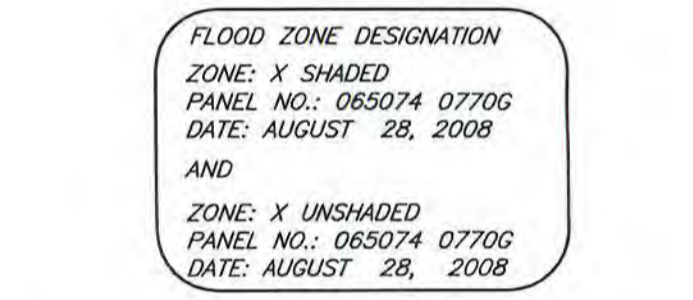 FLOOD ZONE DESIGNATION
ZONE: X SHADED
PANEL NO.: 065074 0770G
DATE: AUGUST 28, 2008
AND
ZONE: X UNSHADED
PANEL NO.: 065074 0770G
DATE: AUGUST 28, 2008